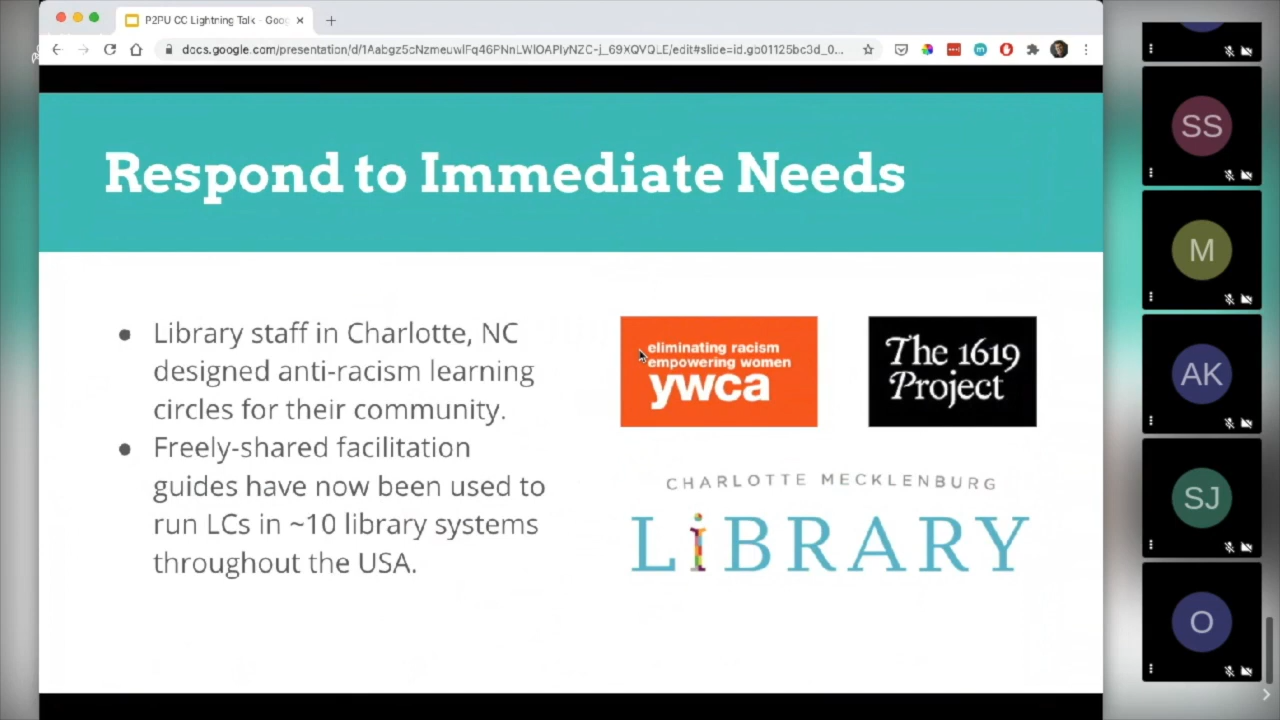 P2PU CC Lightning Talk - Goog
docs.google.com/presentation/d/1Aabgz5cNzmeuwIFq46PNnLWIOAPIyNZC-j_69XQVQLE/edit#slide=id.gb01125bc3d_0...
Respond to Immediate Needs
● Library staff in Charlotte, NC
designed anti-racism learning
circles for their community.
● Freely-shared facilitation
guides have now been used to
run LCs in ~10 library systems
throughout the USA.
eliminating racism
empowering women
ywca
The 1619
Project
CHARLOTTE MECKLENBURG
LiBRARY
SS
M
AK
SJ
O